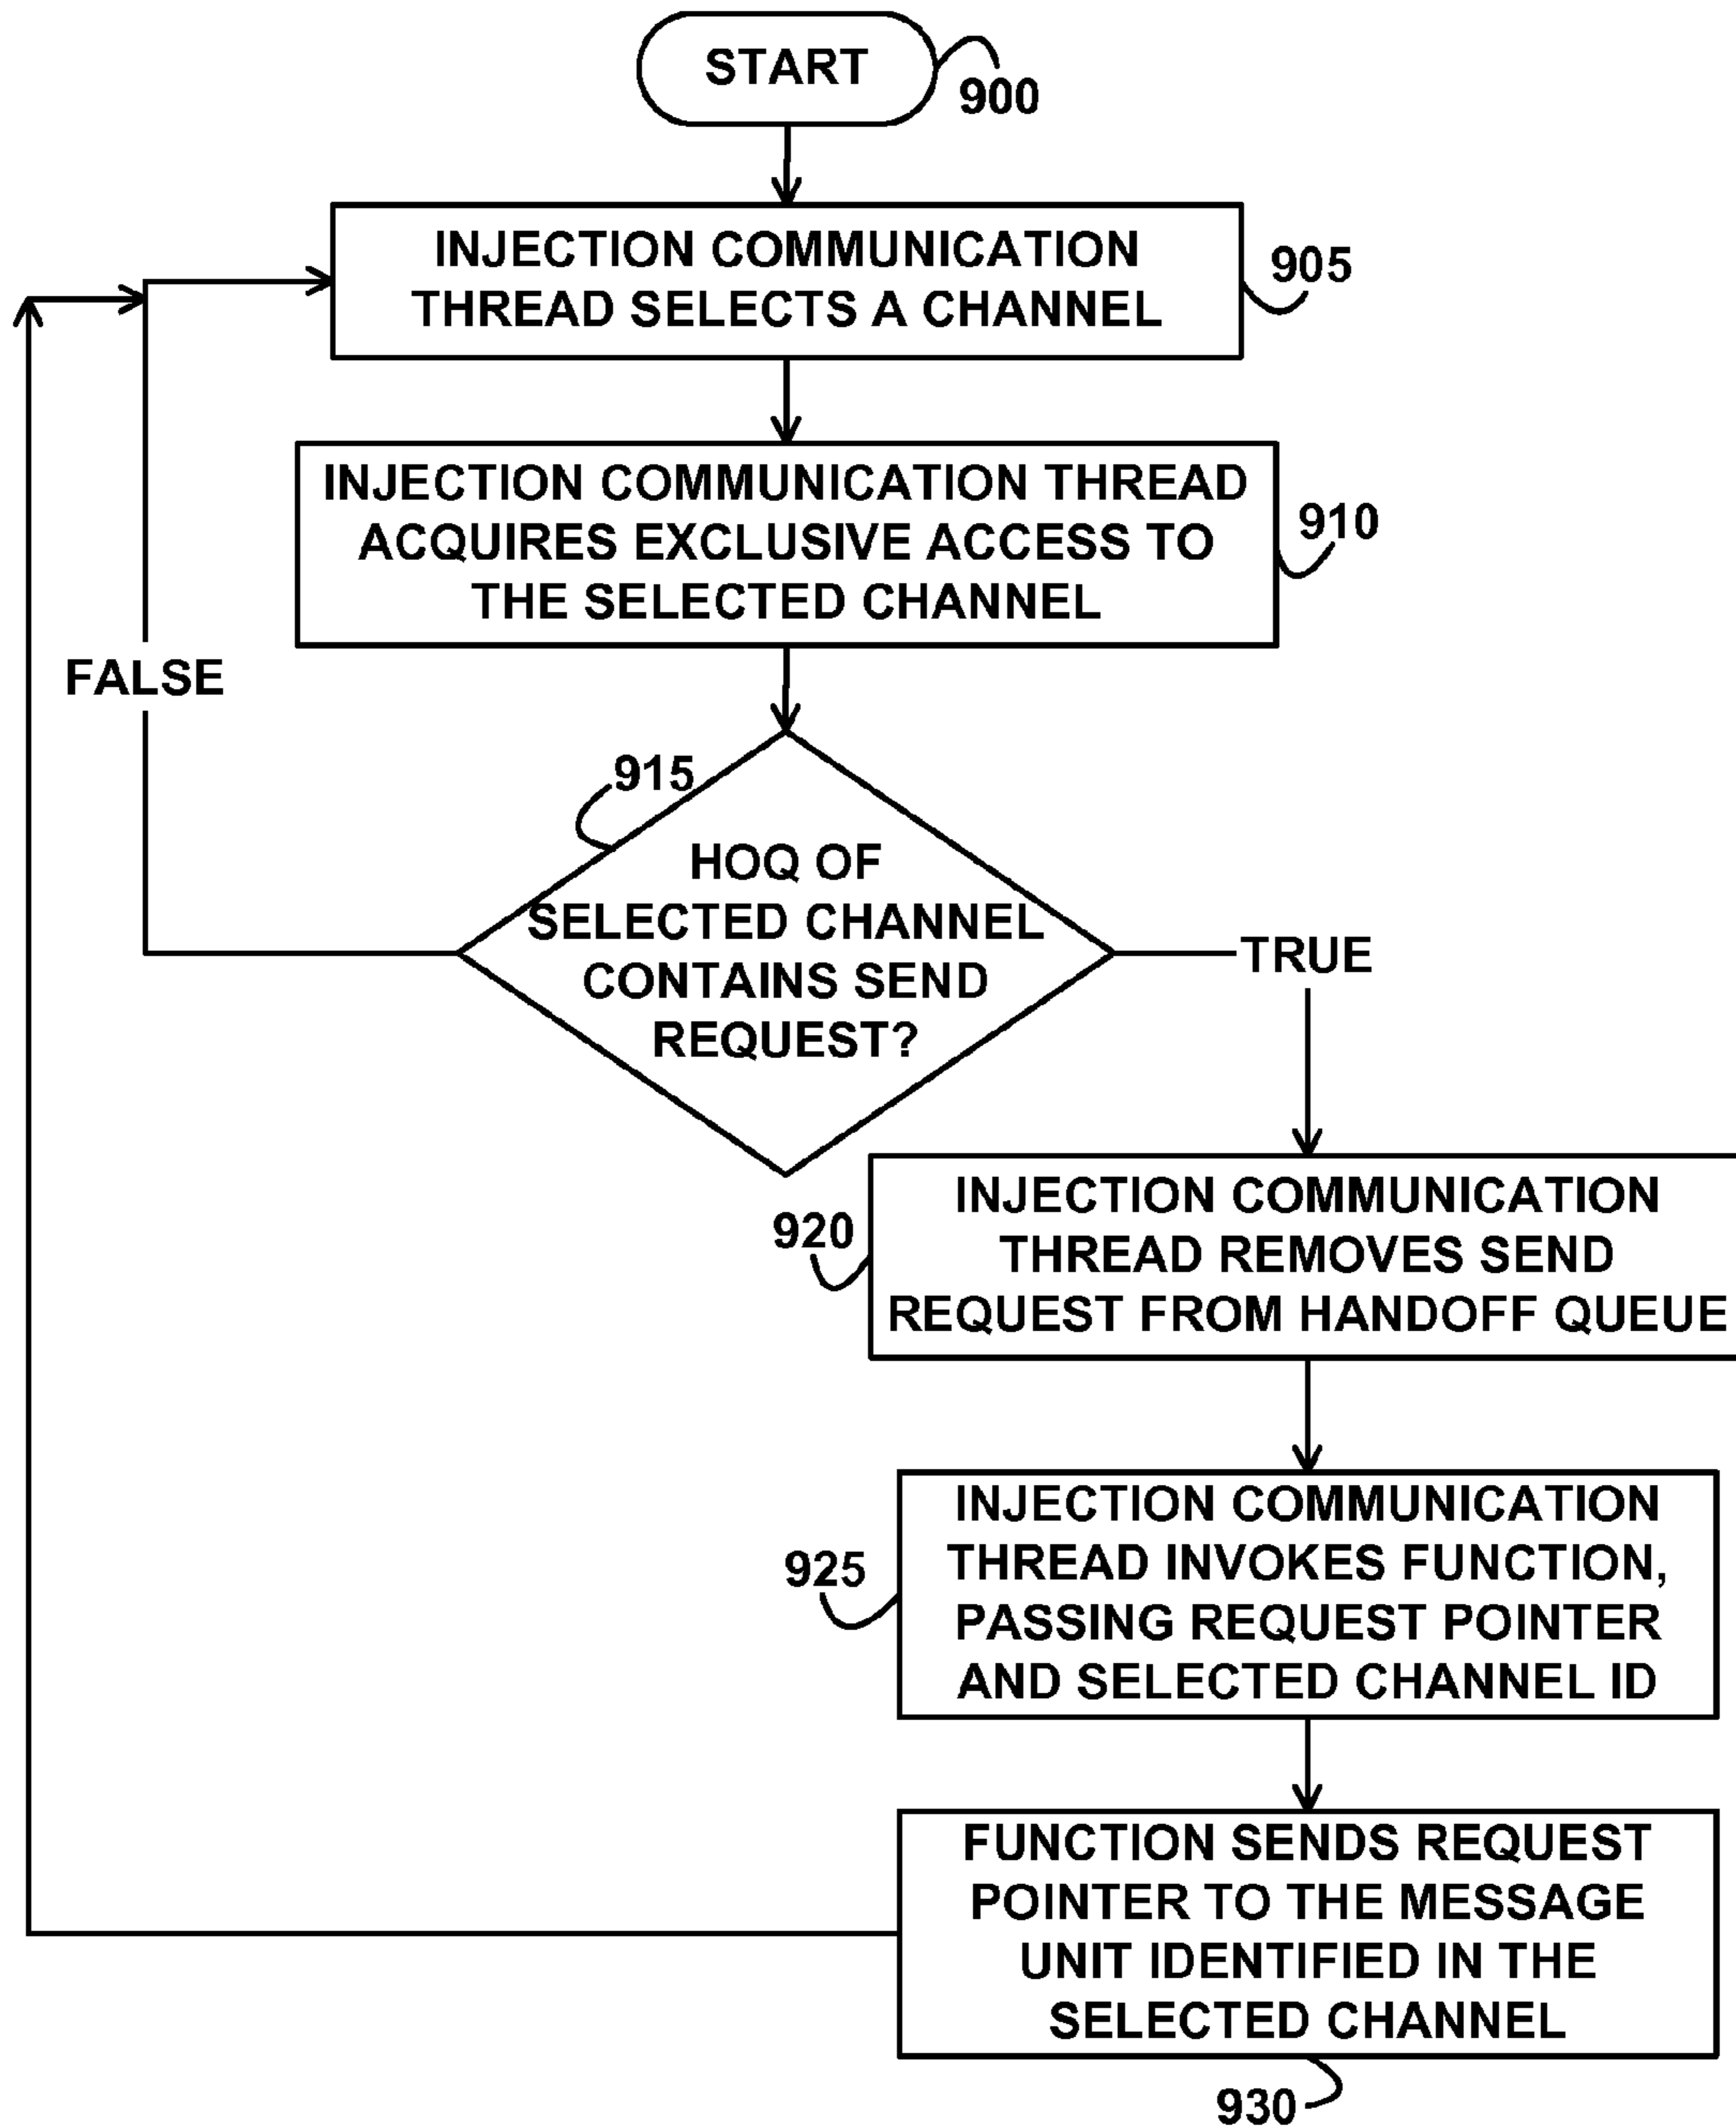 START
900
INJECTION COMMUNICATION
THREAD SELECTS A CHANNEL
905
INJECTION COMMUNICATION THREAD
ACQUIRES EXCLUSIVE ACCESS TO
THE SELECTED CHANNEL
910
FALSE
915
HOQ OF
SELECTED CHANNEL
CONTAINS SEND
REQUEST?
TRUE
INJECTION COMMUNICATION
THREAD REMOVES SEND
REQUEST FROM HANDOFF QUEUE
920
INJECTION COMMUNICATION
THREAD INVOKES FUNCTION,
PASSING REQUEST POINTER
AND SELECTED CHANNEL ID
925
FUNCTION SENDS REQUEST
POINTER TO THE MESSAGE
UNIT IDENTIFIED IN THE
SELECTED CHANNEL
930